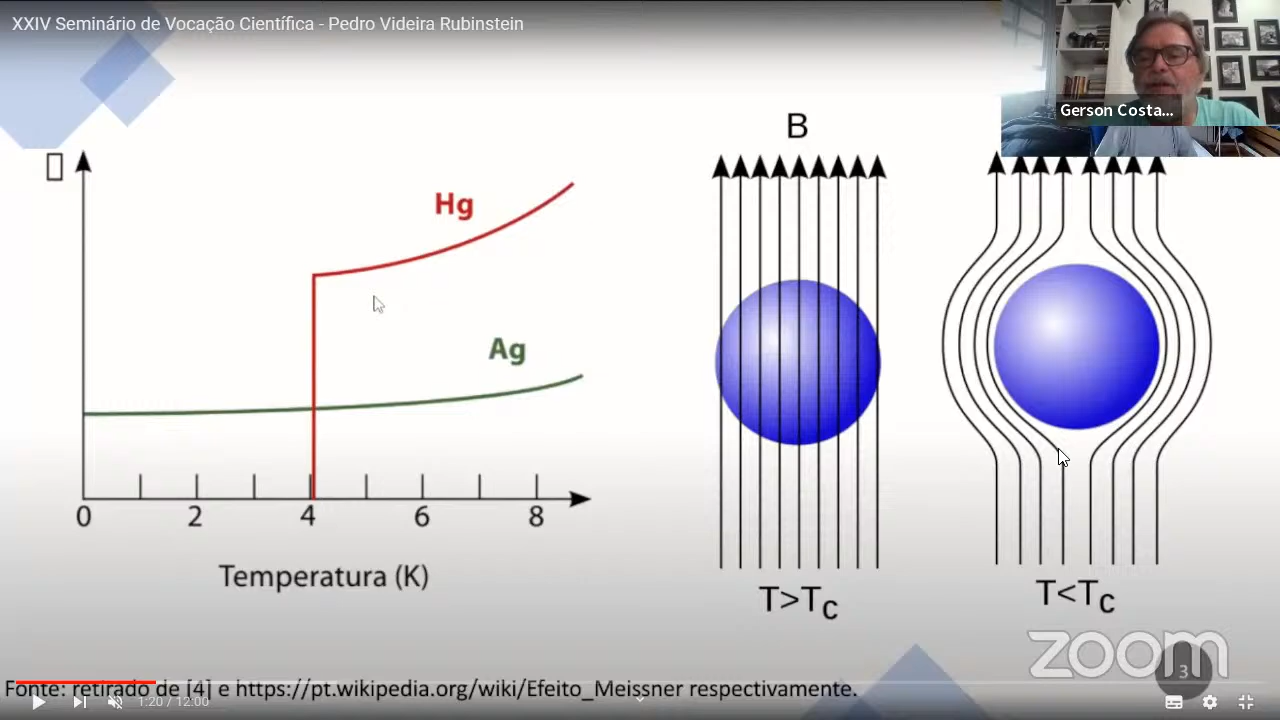 XXIV Seminário de Vocação Científica - Pedro Videira Rubinstein
Gerson Costa...
B
Hg
Ag
0 2 4 6 8
Temperatura (K)
T>Tc
T<Tc
zoom
3
Fonte: retirado de [4] e https://pt.wikipedia.org/wiki/Efeito_Meissner respectivamente.
1:20 / 12:00